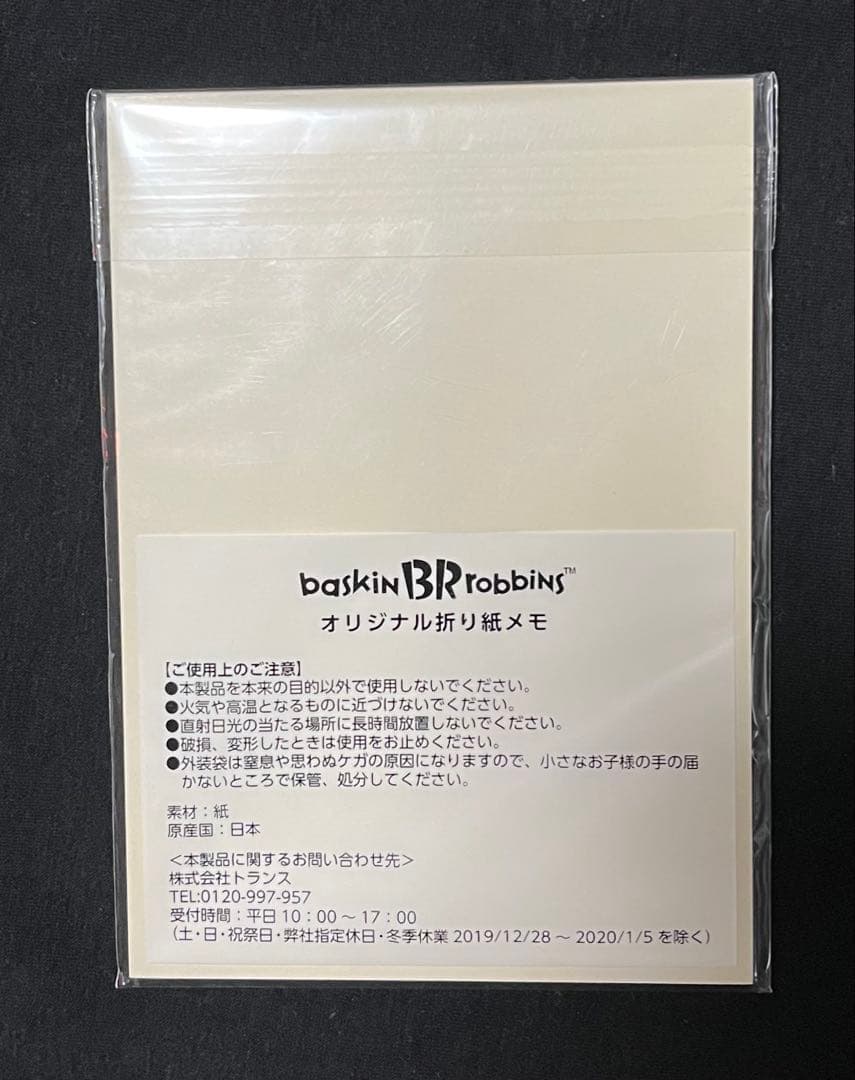 baskin BR robbins™
オリジナル折り紙メモ
【ご使用上のご注意】
●本製品を本来の目的以外で使用しないでください。
●火気や高温となるものに近づけないでください。
●直射日光の当たる場所に長時間放置しないでください。
●破損、変形したときは使用をお止めください。
●外装袋は窒息や思わぬケガの原因になりますので、小さなお子様の手の届
かないところで保管、処分してください。
素材：紙
原産国：日本
＜本製品に関するお問い合わせ先＞
株式会社トランス
TEL:0120-997-957
受付時間：平日 10：00 ～ 17：00
（土・日・祝祭日・弊社指定休日・冬季休業 2019/12/28 ～ 2020/1/5 を除く）